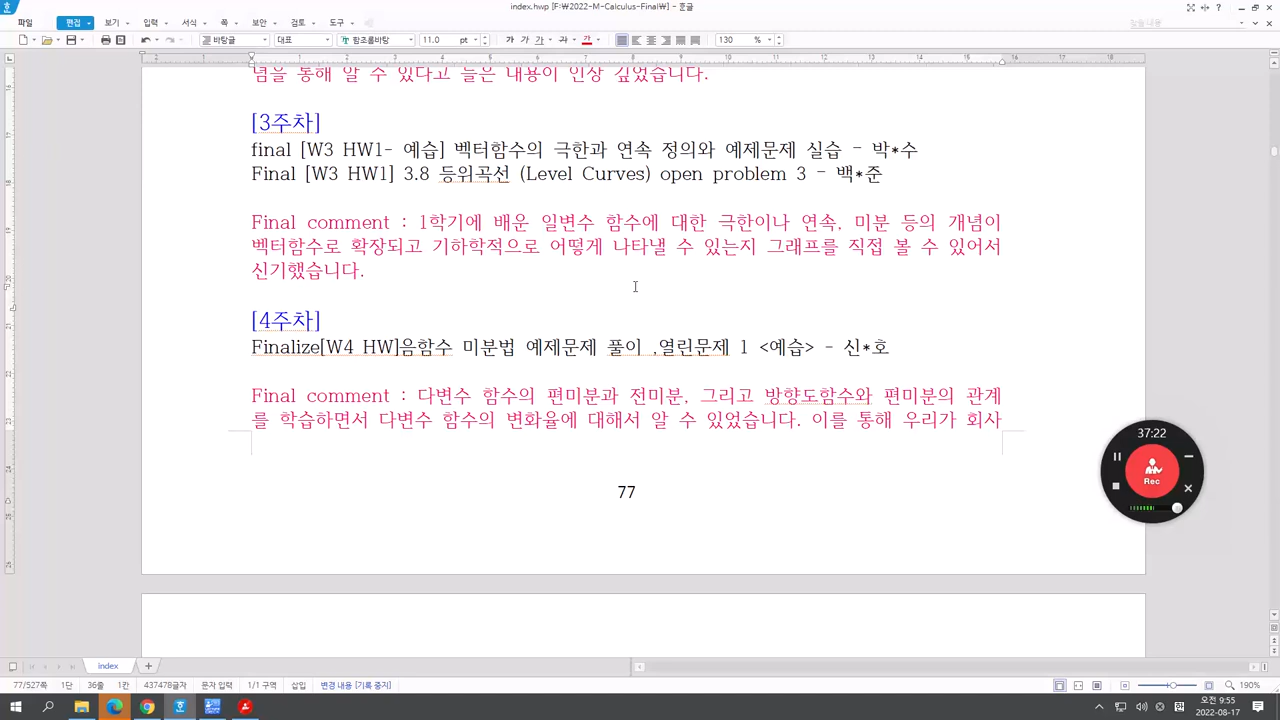 index.hwp [F:\2022-M-Calculus-Final\] - 한글
파일 편집 보기 입력 서식 쪽 보안 검토 도구
바탕글 대표 함초롬바탕 11.0 pt 가 가 가 가 130 %
념을 통해 알 수 있다고 들은 내용이 인상 깊었습니다.
[3주차]
final [W3 HW1- 예습] 벡터함수의 극한과 연속 정의와 예제문제 실습 - 박*수
Final [W3 HW1] 3.8 등위곡선 (Level Curves) open problem 3 - 백*준
Final comment : 1학기에 배운 일변수 함수에 대한 극한이나 연속, 미분 등의 개념이
벡터함수로 확장되고 기하학적으로 어떻게 나타낼 수 있는지 그래프를 직접 볼 수 있어서
신기했습니다.
[4주차]
Finalize[W4 HW]음함수 미분법 예제문제 풀이 ,열린문제 1 <예습> - 신*호
Final comment : 다변수 함수의 편미분과 전미분, 그리고 방향도함수와 편미분의 관계
를 학습하면서 다변수 함수의 변화율에 대해서 알 수 있었습니다. 이를 통해 우리가 회사
77
37:22
Rec
index
77/527쪽 1단 36줄 1칸 437478글자 문자 입력 1/1 구역 삽입 변경 내용 [기록 중지] 190%
오전 9:55
2022-08-17